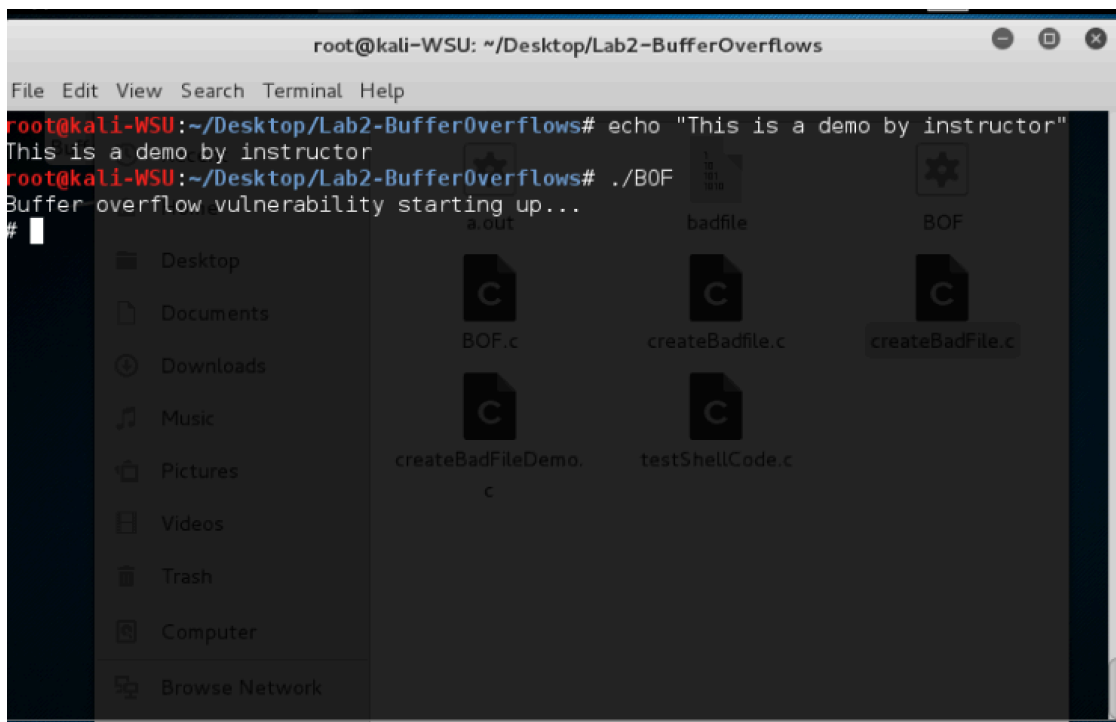 root@kali-WSU: ~/Desktop/Lab2-BufferOverflows
File Edit View Search Terminal Help
root@kali-WSU:~/Desktop/Lab2-BufferOverflows# echo "This is a demo by instructor"
This is a demo by instructor
root@kali-WSU:~/Desktop/Lab2-BufferOverflows# ./BOF
Buffer overflow vulnerability starting up...
#
a.out badfile BOF
Desktop
Documents
BOF.c createBadfile.c createBadFile.c
Downloads
Music
createBadFileDemo.c testShellCode.c
Pictures
Videos
Trash
Computer
Browse Network